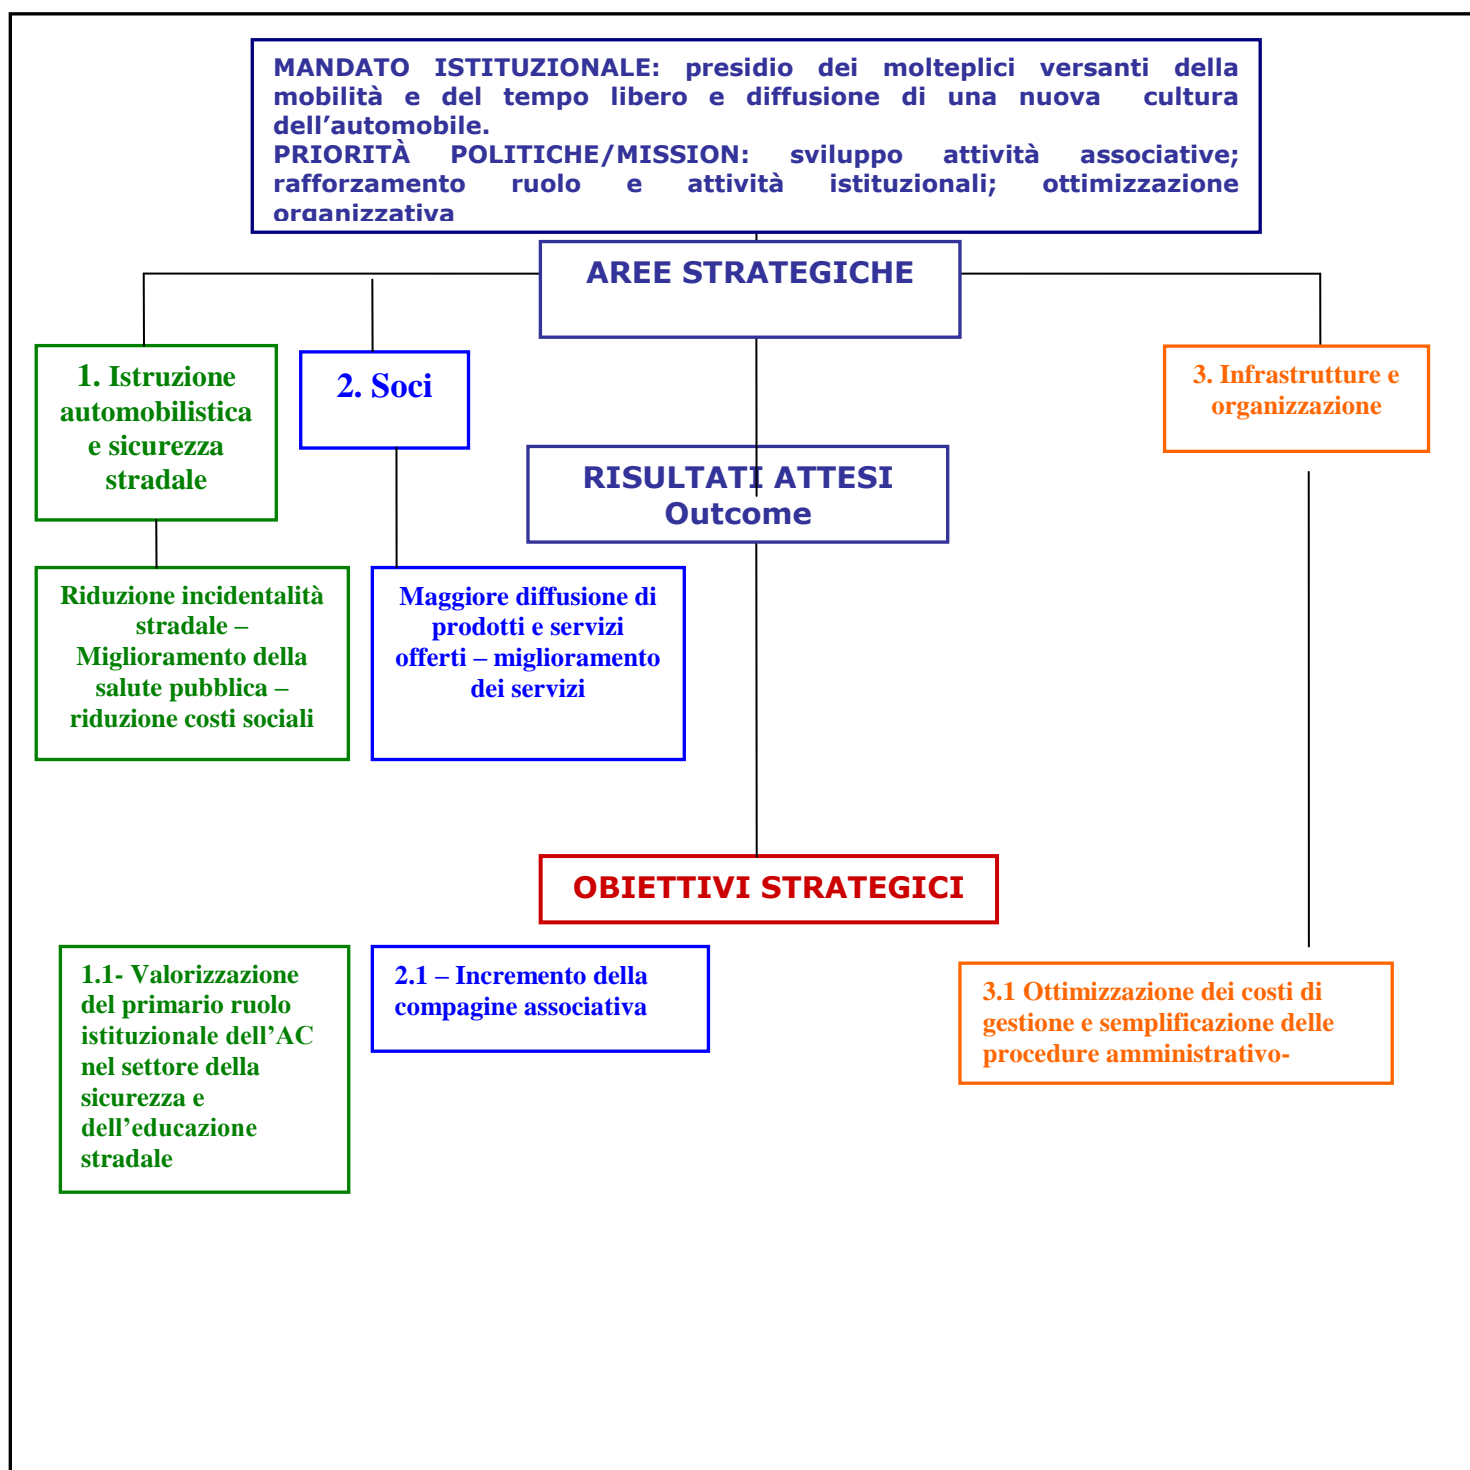 MANDATO ISTITUZIONALE: presidio dei molteplici versanti della
mobilità e del tempo libero e diffusione di una nuova cultura
dell’automobile.
PRIORITÀ POLITICHE/MISSION: sviluppo attività associative;
rafforzamento ruolo e attività istituzionali; ottimizzazione
organizzativa
AREE STRATEGICHE
1. Istruzione
automobilistica
e sicurezza
stradale
2. Soci
3. Infrastrutture e
organizzazione
RISULTATI ATTESI
Outcome
Riduzione incidentalità
stradale –
Miglioramento della
salute pubblica –
riduzione costi sociali
Maggiore diffusione di
prodotti e servizi
offerti – miglioramento
dei servizi
OBIETTIVI STRATEGICI
1.1- Valorizzazione
del primario ruolo
istituzionale dell’AC
nel settore della
sicurezza e
dell’educazione
stradale
2.1 – Incremento della
compagine associativa
3.1 Ottimizzazione dei costi di
gestione e semplificazione delle
procedure amministrativo-